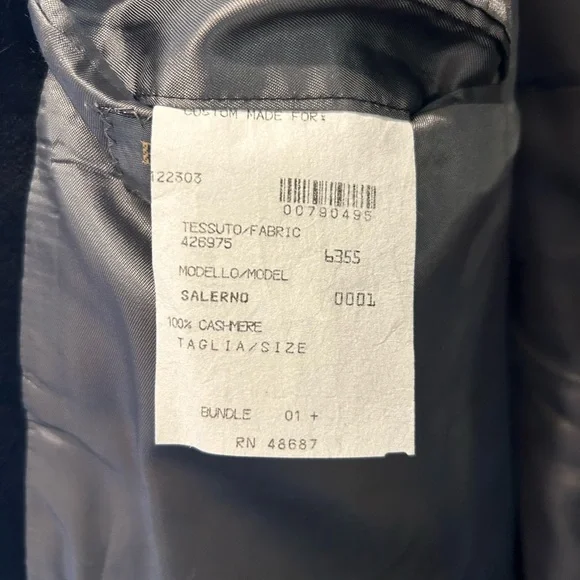 CUSTOM MADE FOR:
122303
00790495
TESSUTO/FABRIC
426975
6355
MODELLO/MODEL
SALERNO 0001
100% CASHMERE
TAGLIA/SIZE
BUNDLE 01 +
RN 48687